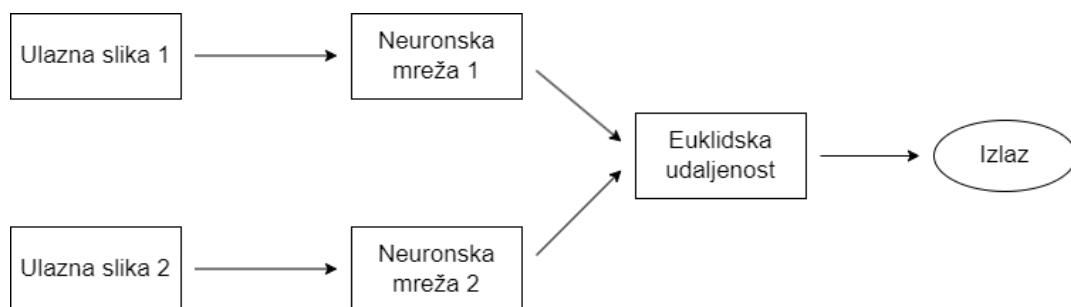 Ulazna slika 1
Neuronska
mreža 1
Euklidska
udaljenost
Izlaz
Ulazna slika 2
Neuronska
mreža 2